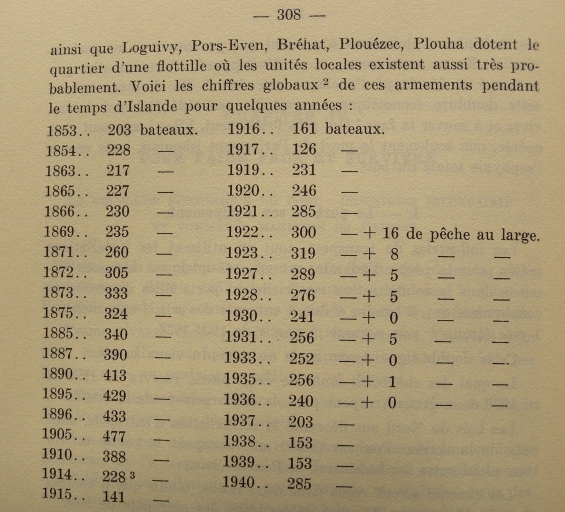 — 308 —
ainsi que Loguivy, Pors-Even, Bréhat, Plouézec, Plouha dotent le
quartier d'une flottille où les unités locales existent aussi très pro-
bablement. Voici les chiffres globaux ² de ces armements pendant
le temps d'Islande pour quelques années :
1853.. 203 bateaux.
1854.. 228 —
1863.. 217 —
1865.. 227 —
1866.. 230 —
1869.. 235 —
1871.. 260 —
1872.. 305 —
1873.. 333 —
1875.. 324 —
1885.. 340 —
1887.. 390 —
1890.. 413 —
1895.. 429 —
1896.. 433 —
1905.. 477 —
1910.. 388 —
1914.. 228 ³ —
1915.. 141 —
1916.. 161 bateaux.
1917.. 126 —
1919.. 231 —
1920.. 246 —
1921.. 285 —
1922.. 300 — + 16 de pêche au large.
1923.. 319 — + 8 — —
1927.. 289 — + 5 — —
1928.. 276 — + 5 — —
1930.. 241 — + 0 — —
1931.. 256 — + 5 — —
1933.. 252 — + 0 — —
1935.. 256 — + 1 — —
1936.. 240 — + 0 — —
1937.. 203 —
1938.. 153 —
1939.. 153 —
1940.. 285 —